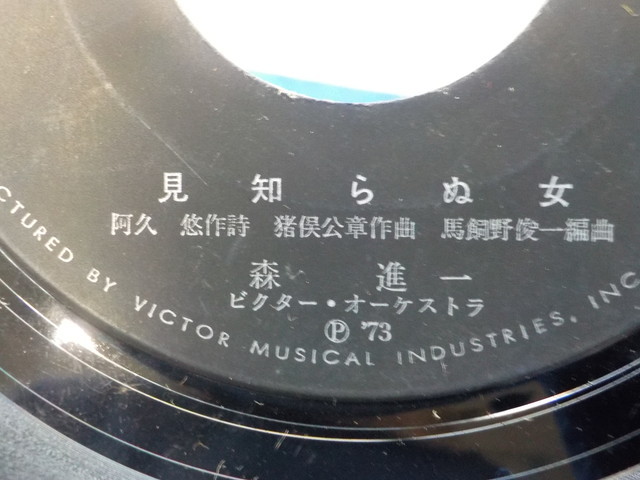 見知らぬ女
阿久 悠作詩 猪俣公章作曲 馬飼野俊一編曲
森 進一
ビクター・オーケストラ
Ⓟ '73
CTURED BY VICTOR MUSICAL INDUSTRIES, INC